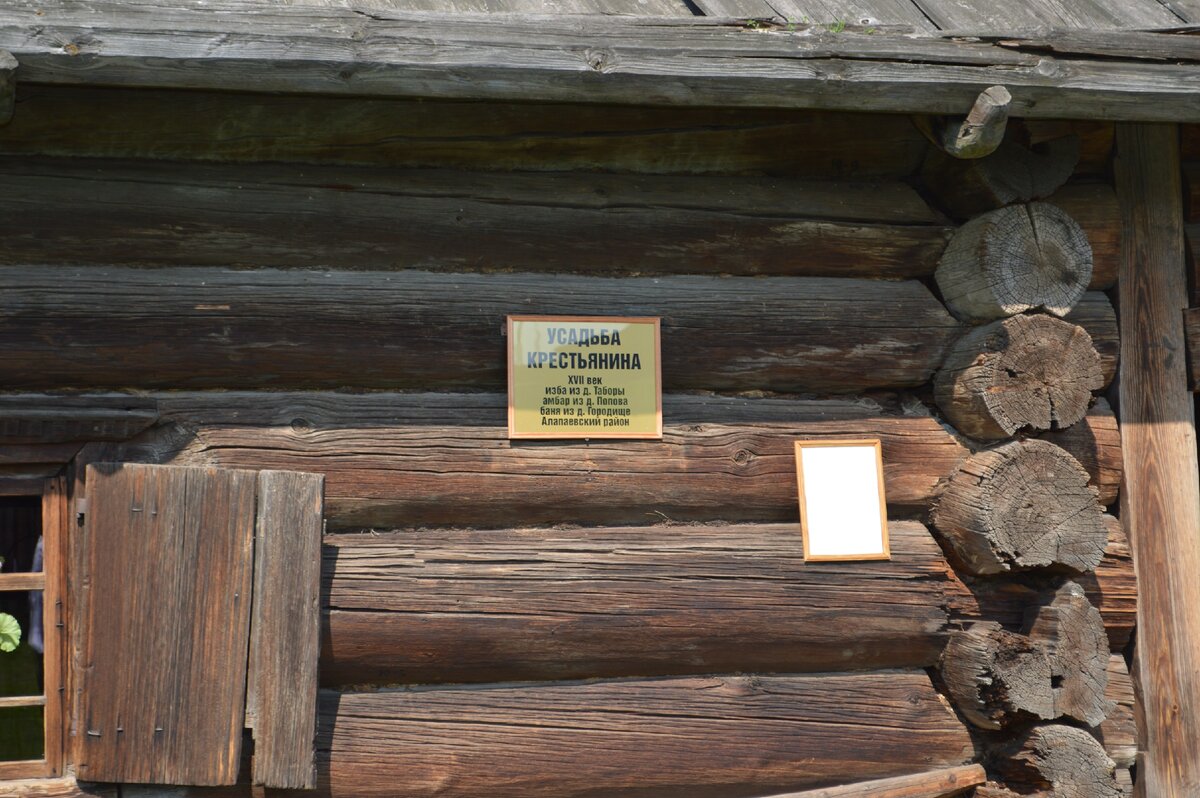 УСАДЬБА
КРЕСТЬЯНИНА
XVII век
изба из д. Таборы
амбар из д. Попова
баня из д. Городище
Алапаевский район